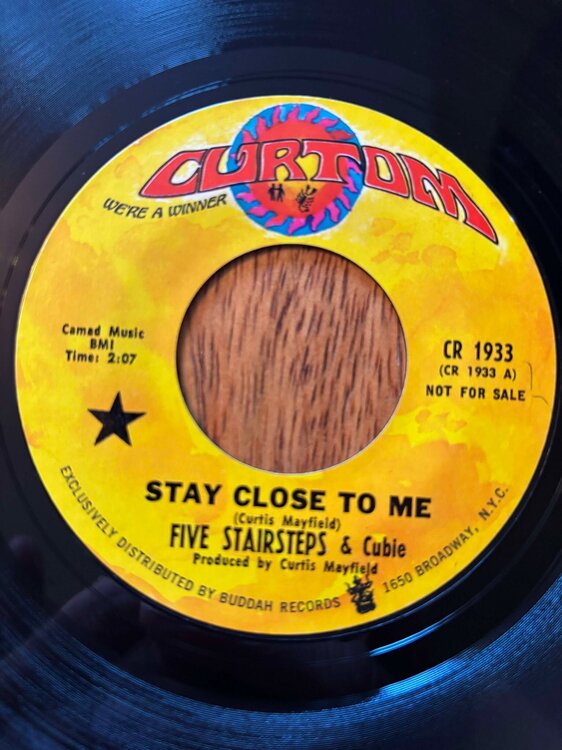 CURTOM
WE'RE A WINNER
Camad Music
BMI
Time: 2:07
CR 1933
(CR 1933 A)
NOT FOR SALE
STAY CLOSE TO ME
(Curtis Mayfield)
FIVE STAIRSTEPS & Cubie
Produced by Curtis Mayfield
EXCLUSIVELY DISTRIBUTED BY BUDDAH RECORDS 1650 BROADWAY, N.Y.C.